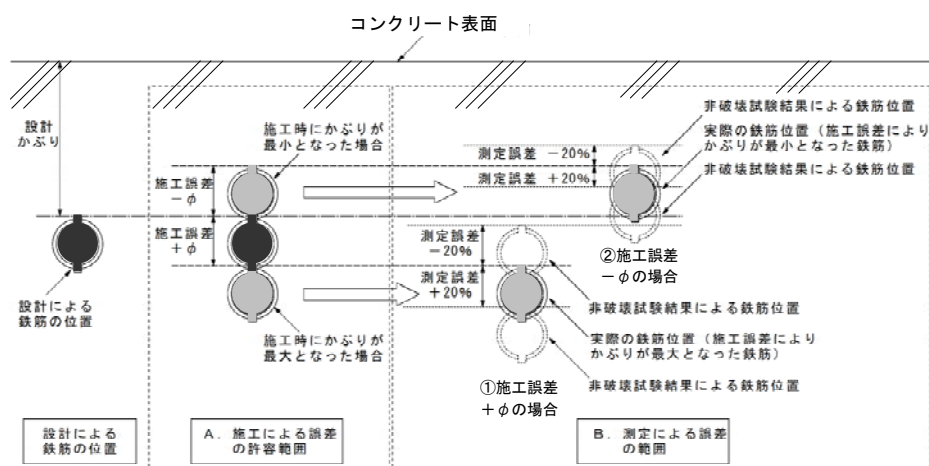 コンクリート表面
設計
かぶり
施工時にかぶりが
最小となった場合
施工誤差
－φ
施工誤差
＋φ
設計による
鉄筋の位置
施工時にかぶりが
最大となった場合
測定誤差 －20%
測定誤差 ＋20%
非破壊試験結果による鉄筋位置
実際の鉄筋位置（施工誤差により
かぶりが最小となった鉄筋）
非破壊試験結果による鉄筋位置
②施工誤差
－φの場合
測定誤差
－20%
測定誤差
＋20%
非破壊試験結果による鉄筋位置
実際の鉄筋位置（施工誤差により
かぶりが最大となった鉄筋）
非破壊試験結果による鉄筋位置
①施工誤差
＋φの場合
設計による
鉄筋の位置
A．施工による誤差
の許容範囲
B．測定による誤差
の範囲